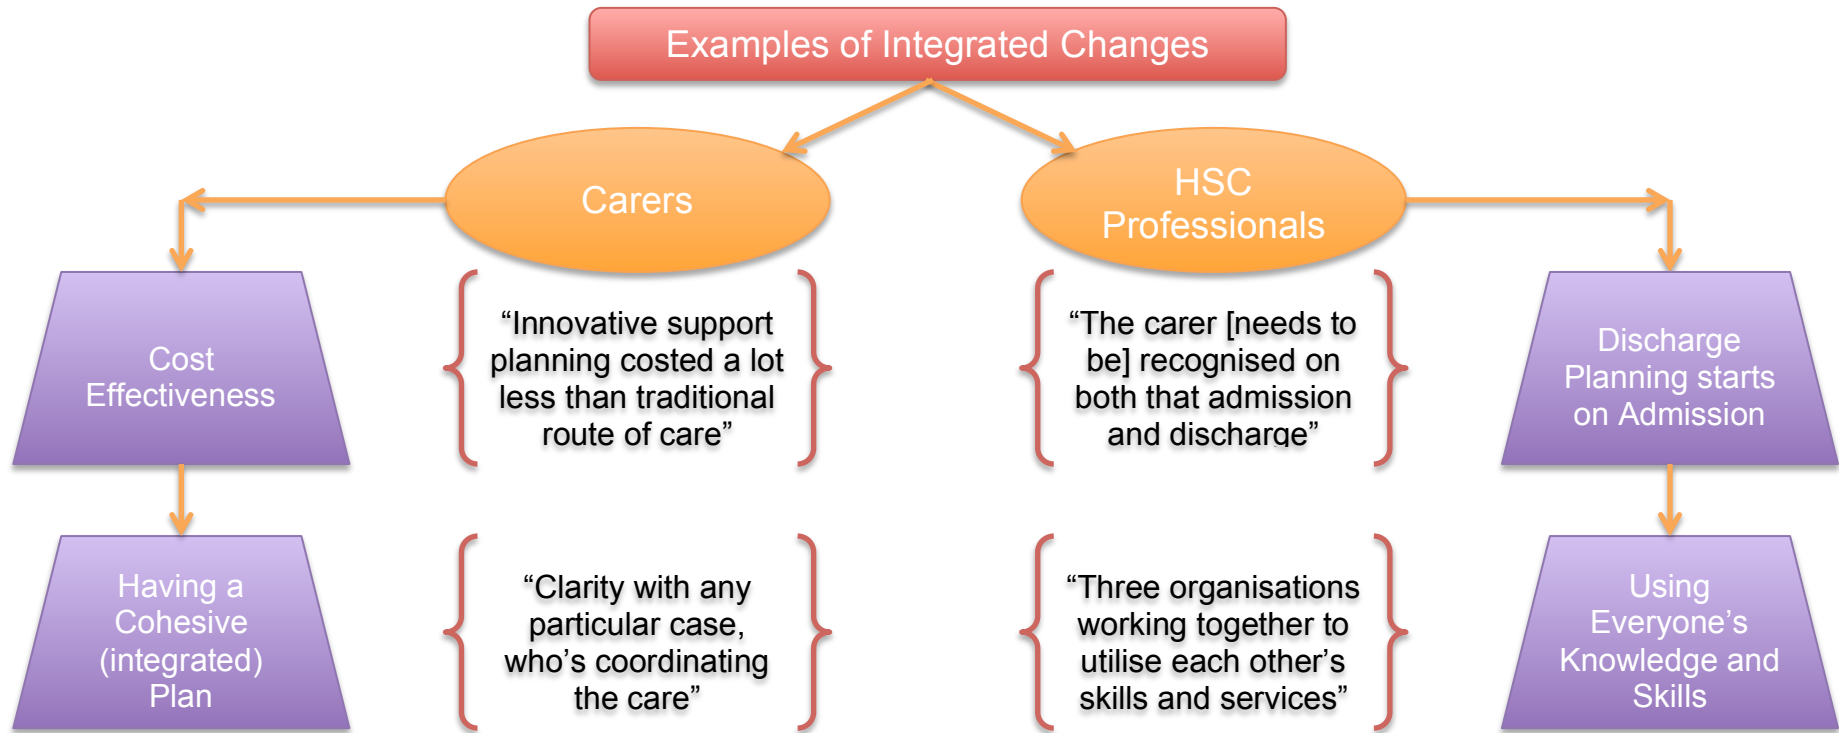 Examples of Integrated Changes
Carers
HSC
Professionals
Cost
Effectiveness
“Innovative support
planning costed a lot
less than traditional
route of care”
“The carer [needs to
be] recognised on
both that admission
and discharge”
Discharge
Planning starts
on Admission
Having a
Cohesive
(integrated)
Plan
“Clarity with any
particular case,
who’s coordinating
the care”
“Three organisations
working together to
utilise each other’s
skills and services”
Using
Everyone’s
Knowledge and
Skills